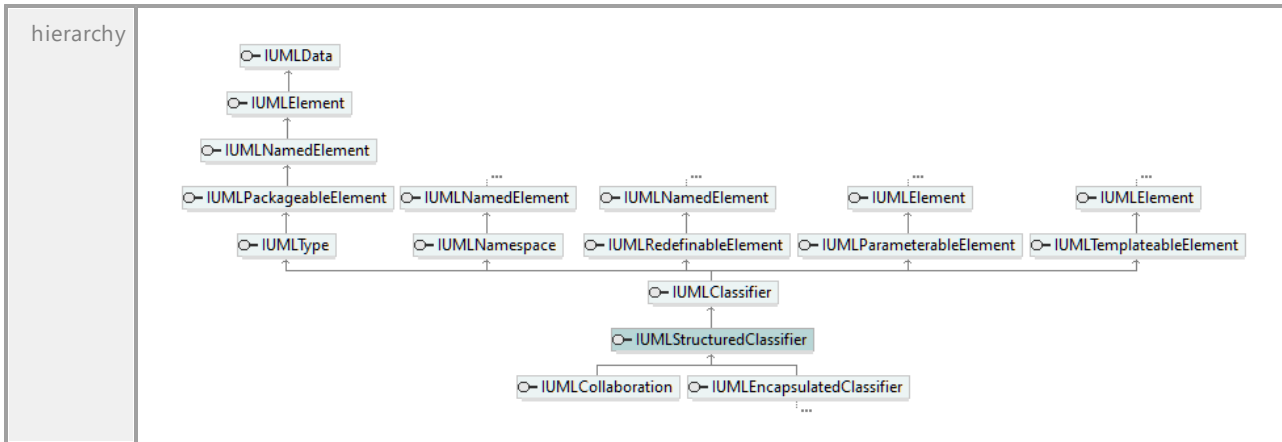 hierarchy
IUMLData
IUMLElement
IUMLNamedElement
... ... ... ...
IUMLPackageableElement IUMLNamedElement IUMLNamedElement IUMLElement IUMLElement
IUMLType IUMLNamespace IUMLRedefinableElement IUMLParameterableElement IUMLTemplateableElement
IUMLClassifier
IUMLStructuredClassifier
IUMLCollaboration IUMLEncapsulatedClassifier
...